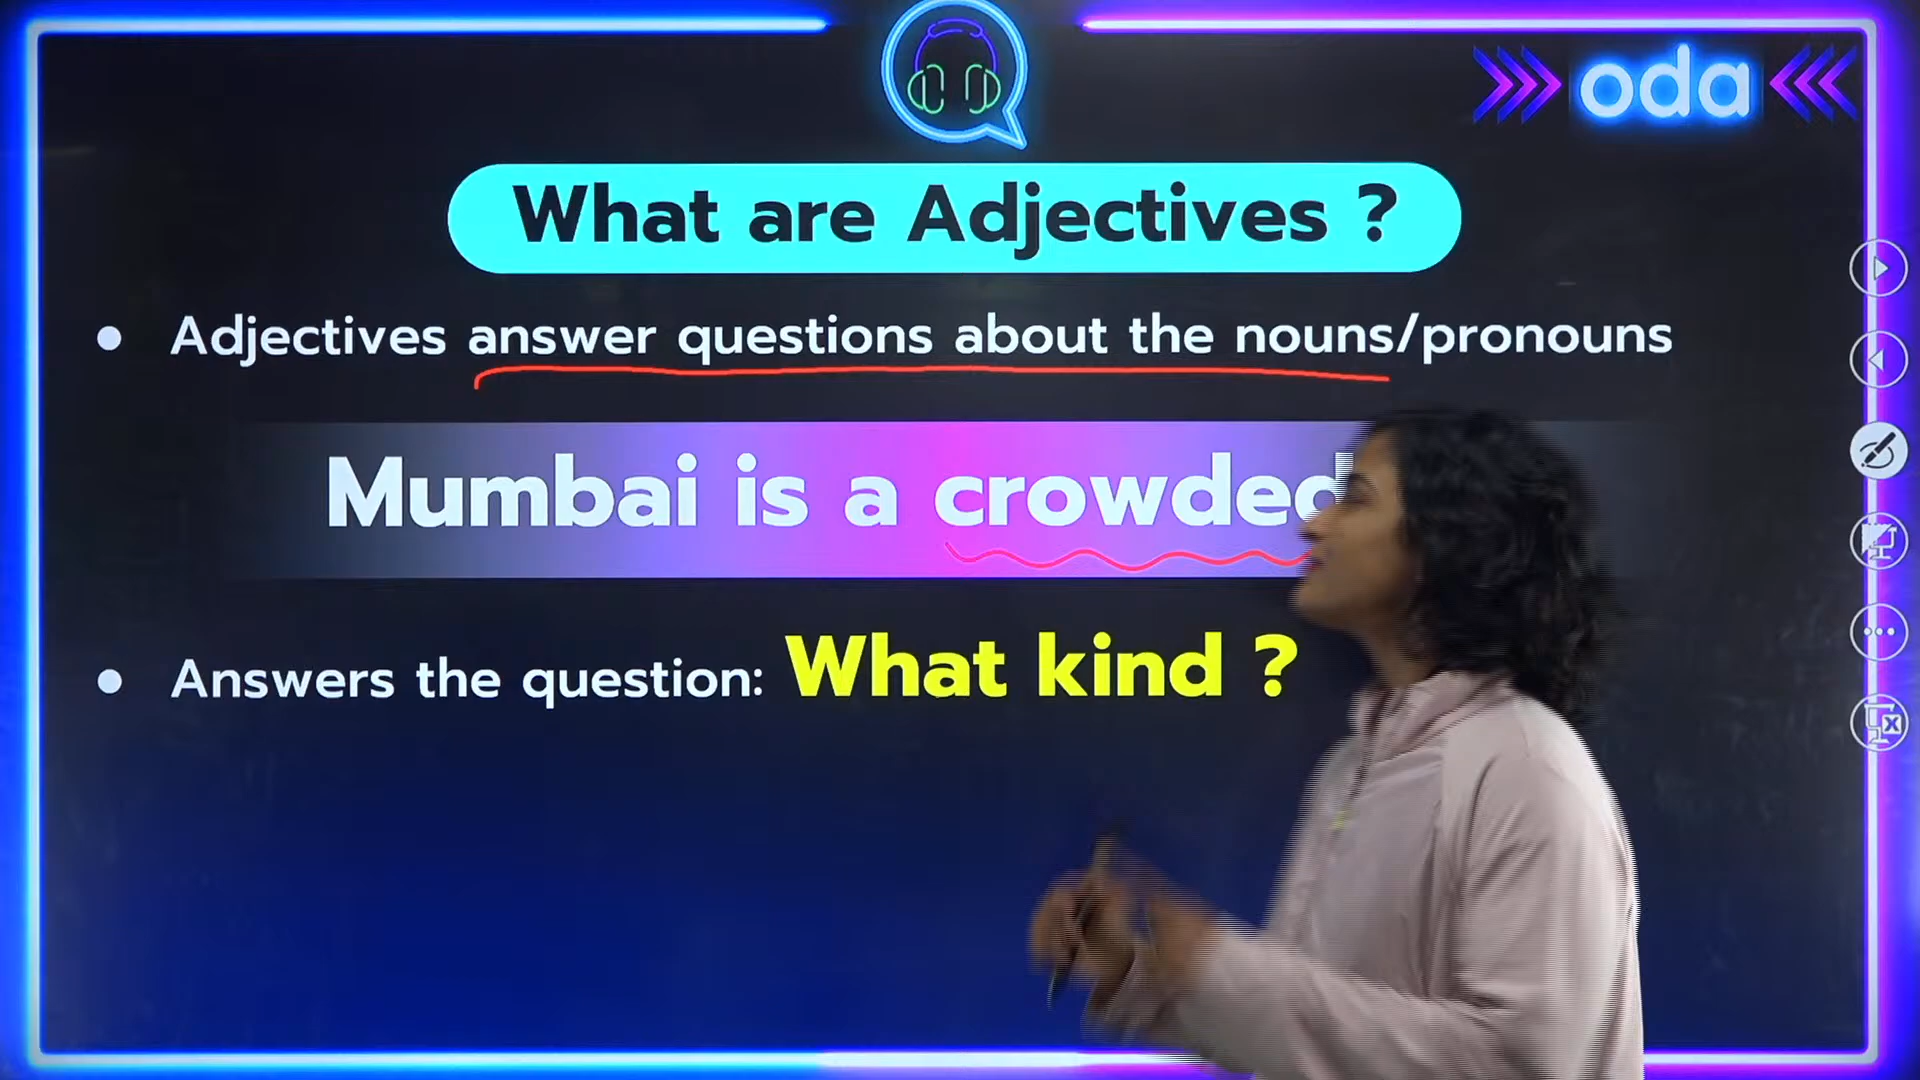 oda
What are Adjectives ?
• Adjectives answer questions about the nouns/pronouns
Mumbai is a crowded
• Answers the question: What kind ?